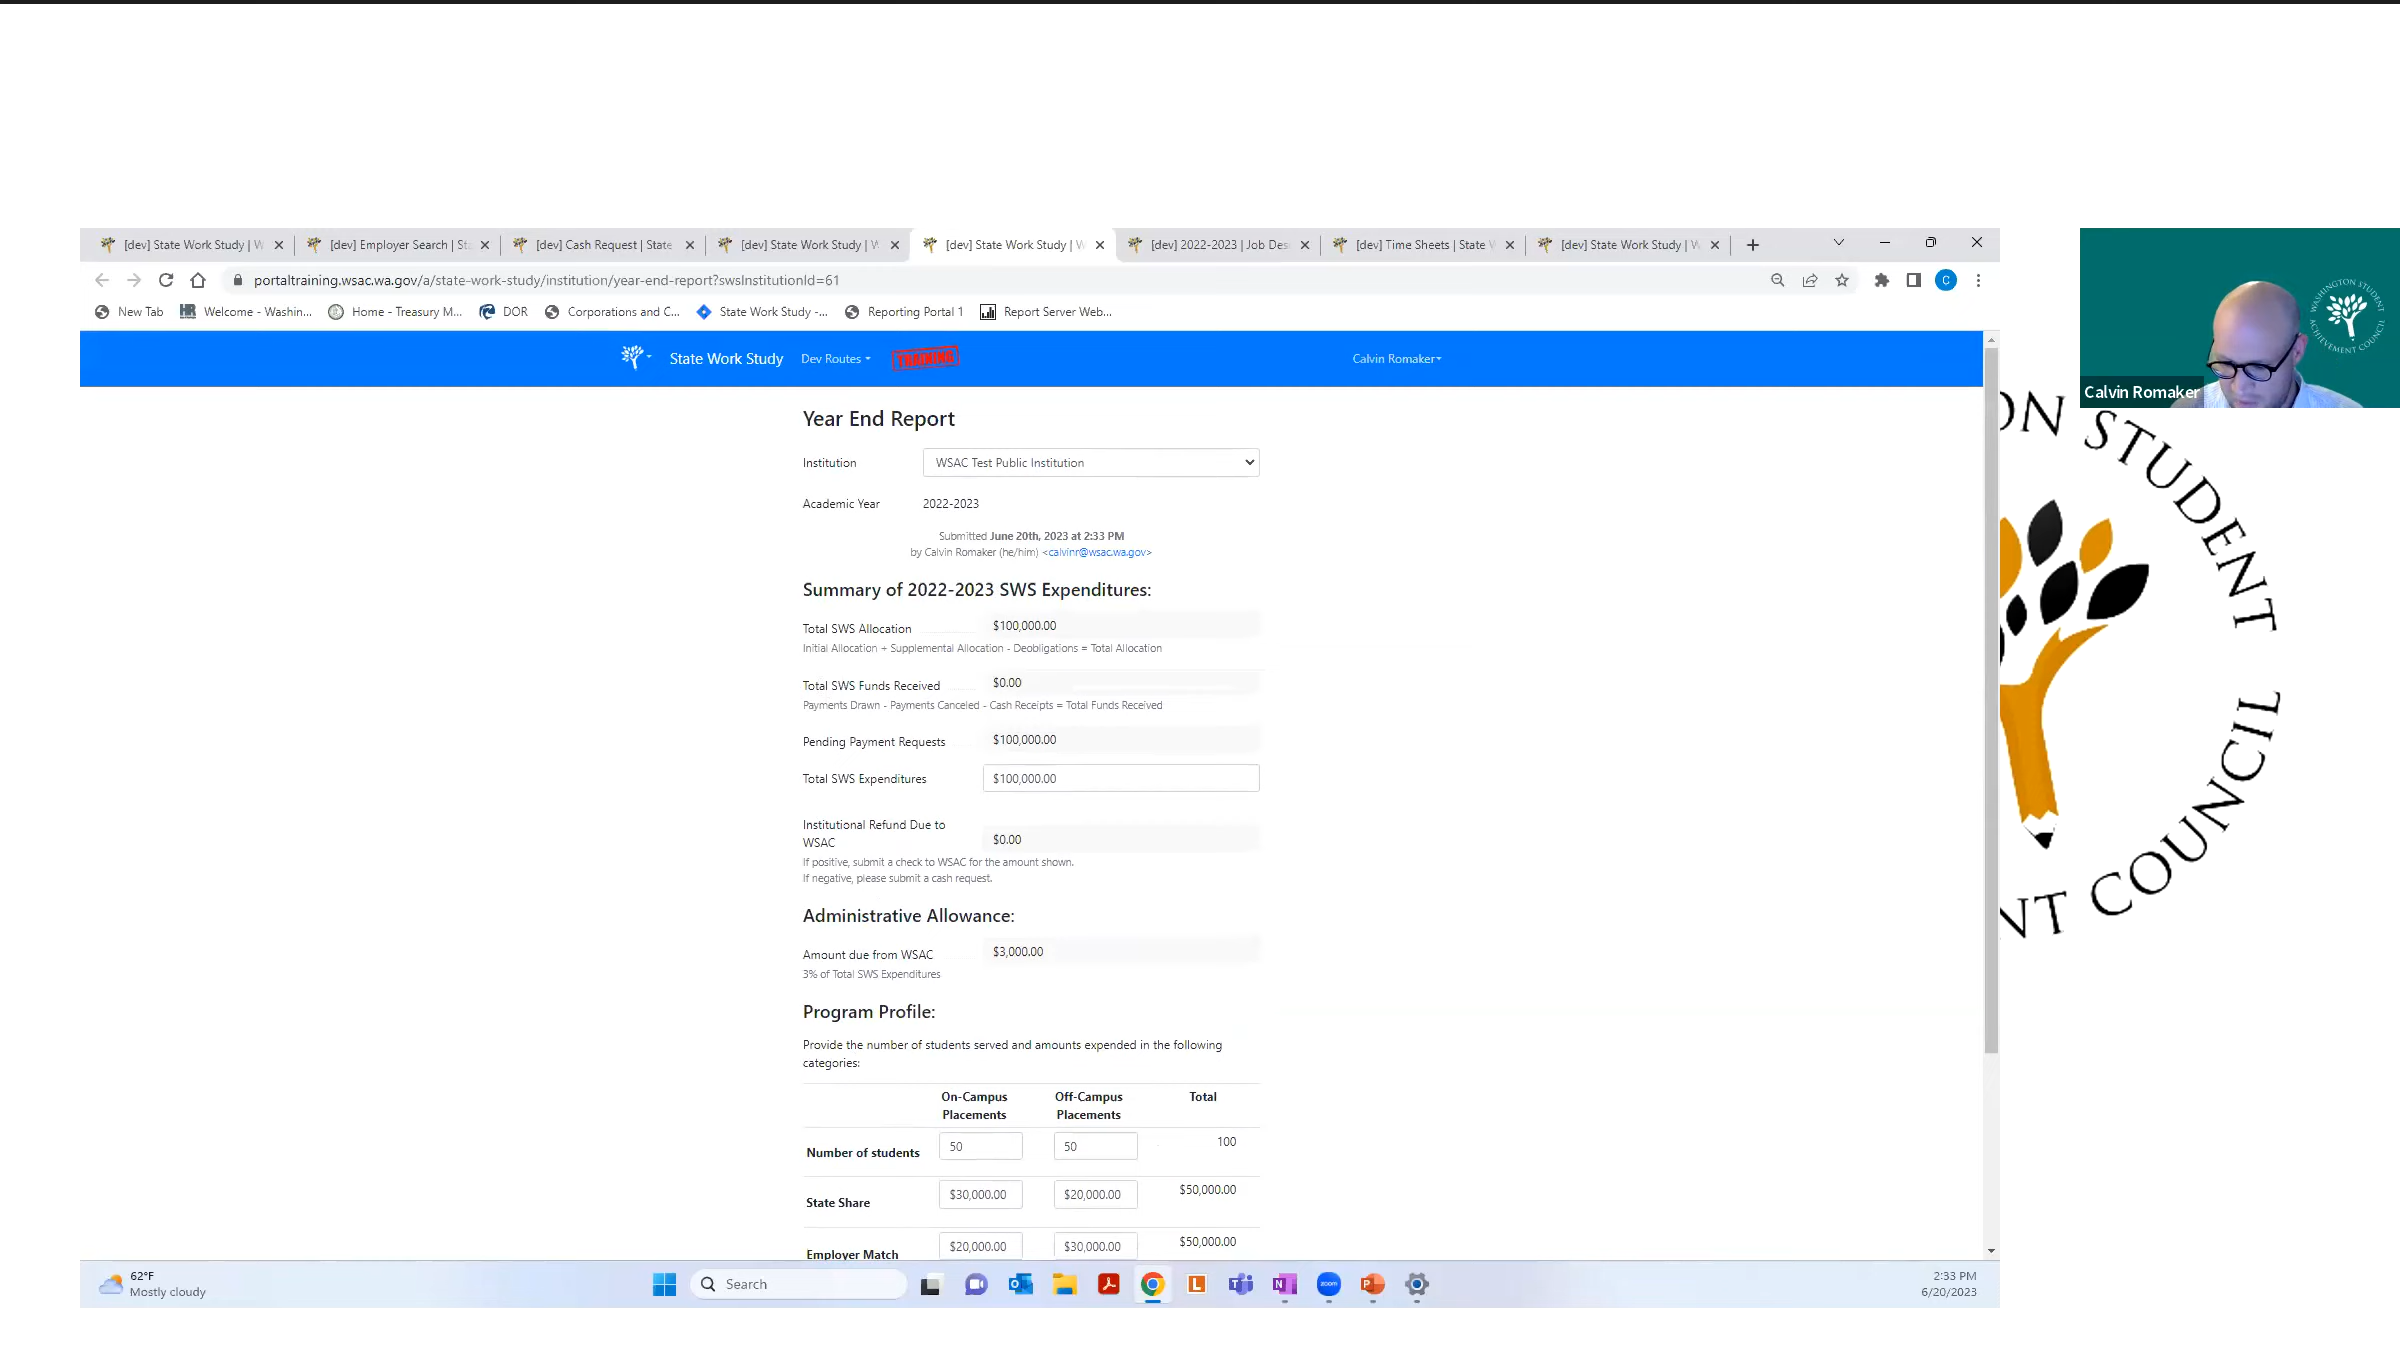 [dev] State Work Study | W
[dev] Employer Search | Sta
[dev] Cash Request | State
[dev] State Work Study | W
[dev] State Work Study | W
[dev] 2022-2023 | Job Des
[dev] Time Sheets | State W
[dev] State Work Study | W
portaltraining.wsac.wa.gov/a/state-work-study/institution/year-end-report?swsInstitutionId=61
C
New Tab
HR
Welcome - Washin...
Home - Treasury M...
DOR
Corporations and C...
State Work Study -...
Reporting Portal 1
Report Server Web...
State Work Study
Dev Routes
TRAINING
Calvin Romaker
Year End Report
Institution
WSAC Test Public Institution
Academic Year
2022-2023
Submitted June 20th, 2023 at 2:33 PM
by Calvin Romaker (he/him) <calvinr@wsac.wa.gov>
Summary of 2022-2023 SWS Expenditures:
Total SWS Allocation
$100,000.00
Initial Allocation + Supplemental Allocation - Deobligations = Total Allocation
Total SWS Funds Received
$0.00
Payments Drawn - Payments Canceled - Cash Receipts = Total Funds Received
Pending Payment Requests
$100,000.00
Total SWS Expenditures
$100,000.00
Institutional Refund Due to
WSAC
$0.00
If positive, submit a check to WSAC for the amount shown.
If negative, please submit a cash request.
Administrative Allowance:
Amount due from WSAC
$3,000.00
3% of Total SWS Expenditures
Program Profile:
Provide the number of students served and amounts expended in the following
categories:
On-Campus
Placements
Off-Campus
Placements
Total
Number of students
50
50
100
State Share
$30,000.00
$20,000.00
$50,000.00
Employer Match
$20,000.00
$30,000.00
$50,000.00
62°F
Mostly cloudy
Search
L
zoom
2:33 PM
6/20/2023
Calvin Romaker
WASHINGTON STUDENT
ACHIEVEMENT COUNCIL
ON STUDENT
NT COUNCIL